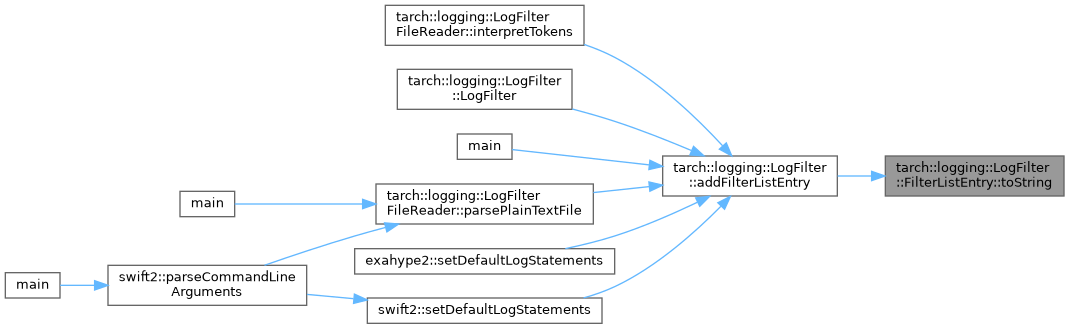 tarch::logging::LogFilter
FileReader::interpretTokens
tarch::logging::LogFilter
::LogFilter
main
tarch::logging::LogFilter
::addFilterListEntry
tarch::logging::LogFilter
::FilterListEntry::toString
main
tarch::logging::LogFilter
FileReader::parsePlainTextFile
exahype2::setDefaultLogStatements
main
swift2::parseCommandLine
Arguments
swift2::setDefaultLogStatements